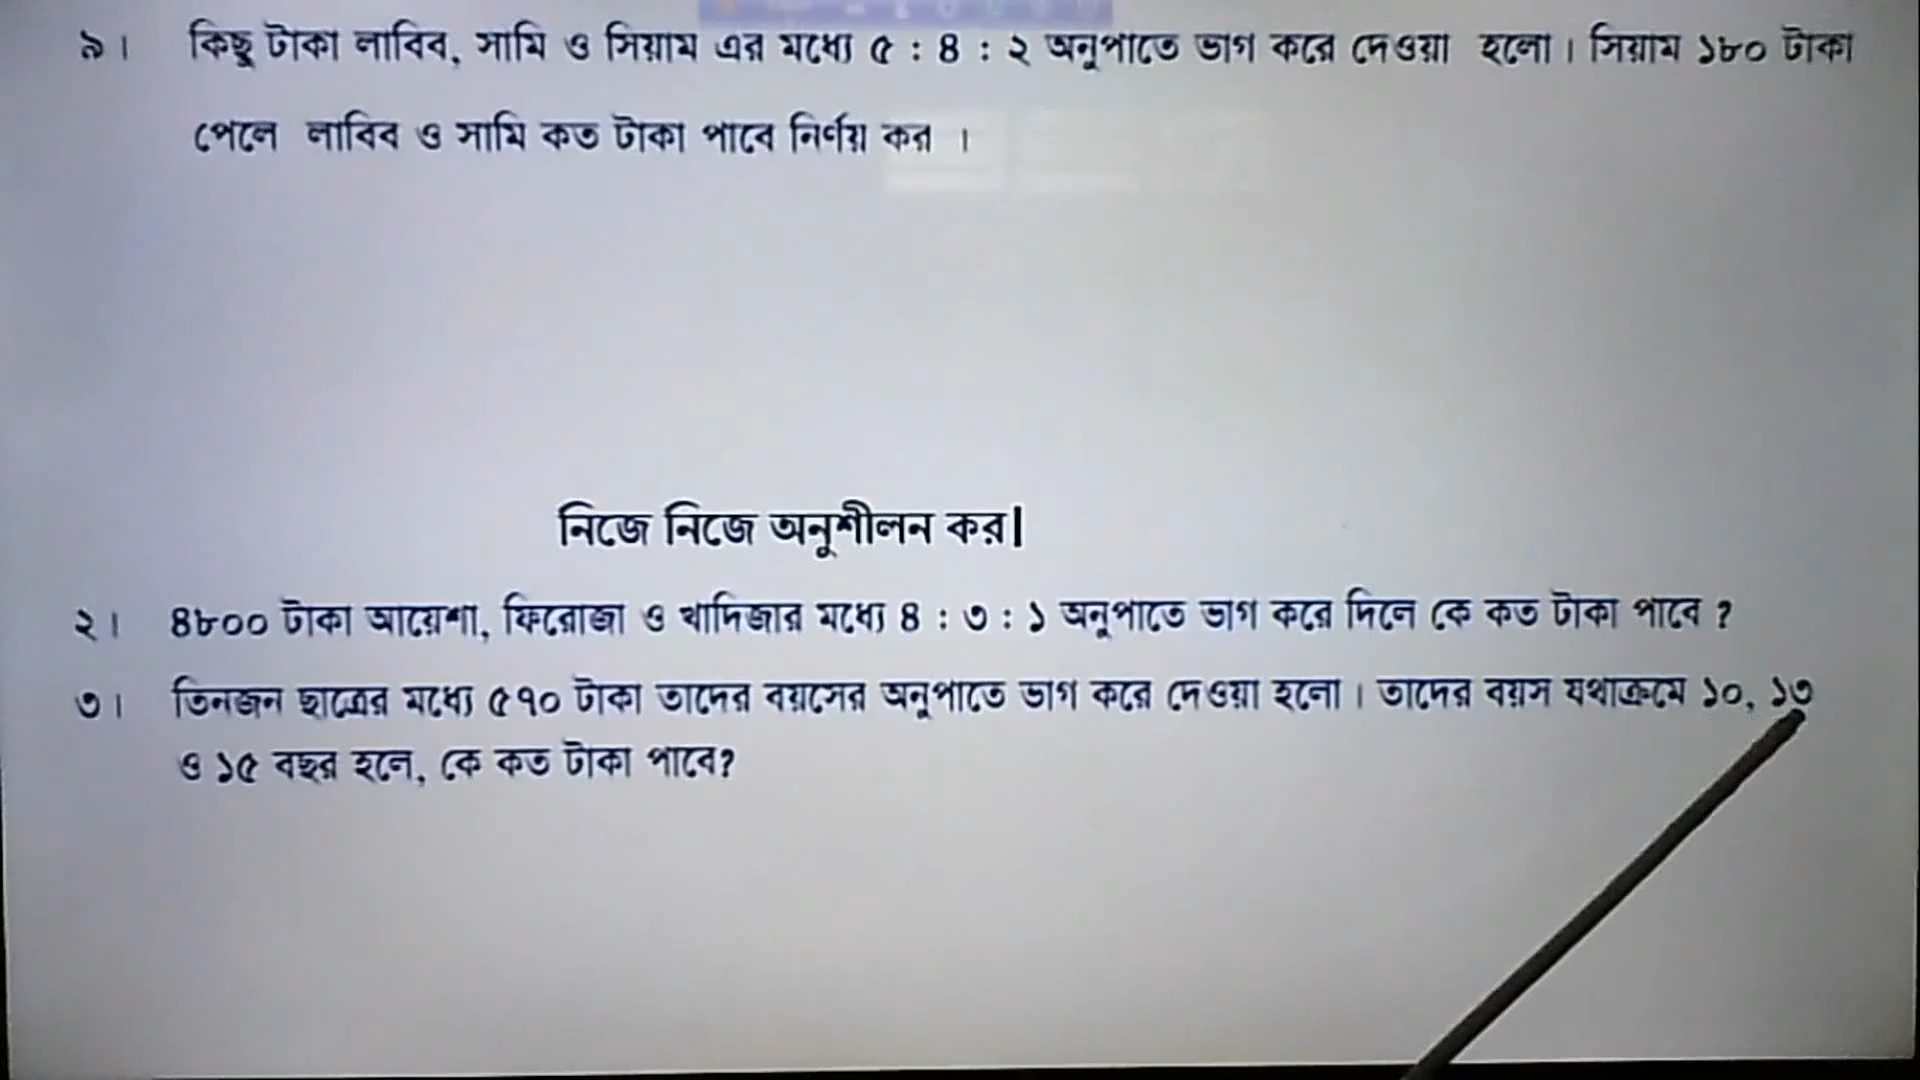 ৯। কিছু টাকা লাবিব, সামি ও সিয়াম এর মধ্যে ৫ : ৪ : ২ অনুপাতে ভাগ করে দেওয়া হলো। সিয়াম ১৮০ টাকা
পেলে লাবিব ও সামি কত টাকা পাবে নির্ণয় কর ।
নিজে নিজে অনুশীলন কর|
২। ৪৮০০ টাকা আয়েশা, ফিরোজা ও খাদিজার মধ্যে ৪ : ৩ : ১ অনুপাতে ভাগ করে দিলে কে কত টাকা পাবে ?
৩। তিনজন ছাত্রের মধ্যে ৫৭০ টাকা তাদের বয়সের অনুপাতে ভাগ করে দেওয়া হলো। তাদের বয়স যথাক্রমে ১০, ১৩
ও ১৫ বছর হলে, কে কত টাকা পাবে?